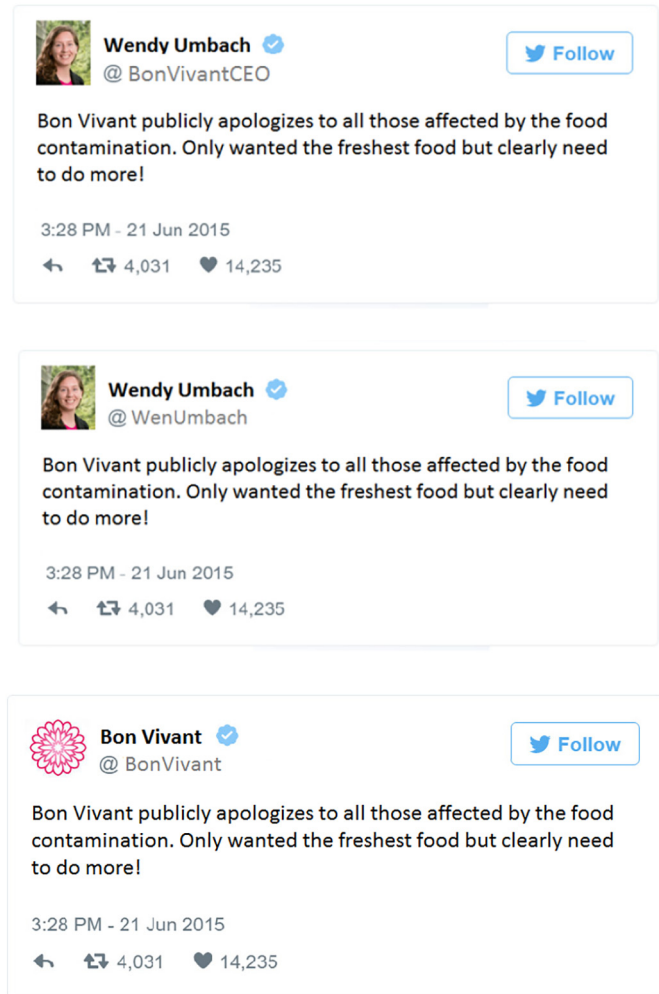 Wendy Umbach
Follow
@ BonVivantCEO
Bon Vivant publicly apologizes to all those affected by the food
contamination. Only wanted the freshest food but clearly need
to do more!
3:28 PM - 21 Jun 2015
4,031 14,235
Wendy Umbach
Follow
@ WenUmbach
Bon Vivant publicly apologizes to all those affected by the food
contamination. Only wanted the freshest food but clearly need
to do more!
3:28 PM - 21 Jun 2015
4,031 14,235
Bon Vivant
Follow
@ BonVivant
Bon Vivant publicly apologizes to all those affected by the food
contamination. Only wanted the freshest food but clearly need
to do more!
3:28 PM - 21 Jun 2015
4,031 14,235